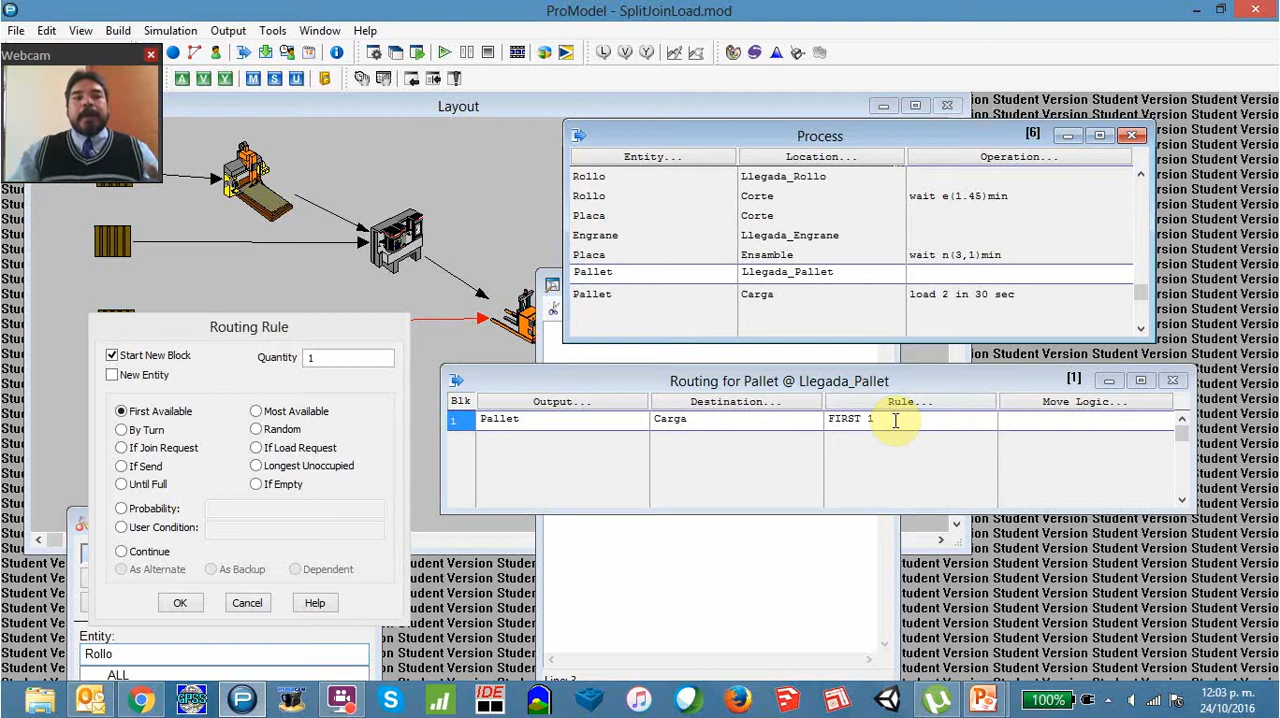 ProModel - SplitJoinLoad.mod
File Edit View Build Simulation Output Tools Window Help
Webcam
Layout
Process
[6]
Entity... Location... Operation...
Rollo Llegada_Rollo
Rollo Corte wait e(1.45)min
Placa Corte
Engrane Llegada_Engrane
Placa Ensamble wait n(3,1)min
Pallet Llegada_Pallet
Pallet Carga load 2 in 30 sec
Routing Rule
Start New Block
Quantity 1
New Entity
First Available
Most Available
By Turn
Random
If Join Request
If Load Request
If Send
Longest Unoccupied
Until Full
If Empty
Probability:
User Condition:
Continue
As Alternate As Backup Dependent
OK Cancel Help
Routing for Pallet @ Llegada_Pallet
[1]
Blk Output... Destination... Rule... Move Logic...
1 Pallet Carga FIRST 1
Entity:
Rollo
ALL
Student Version Student Version Student Version
100%
12:03 p. m.
24/10/2016